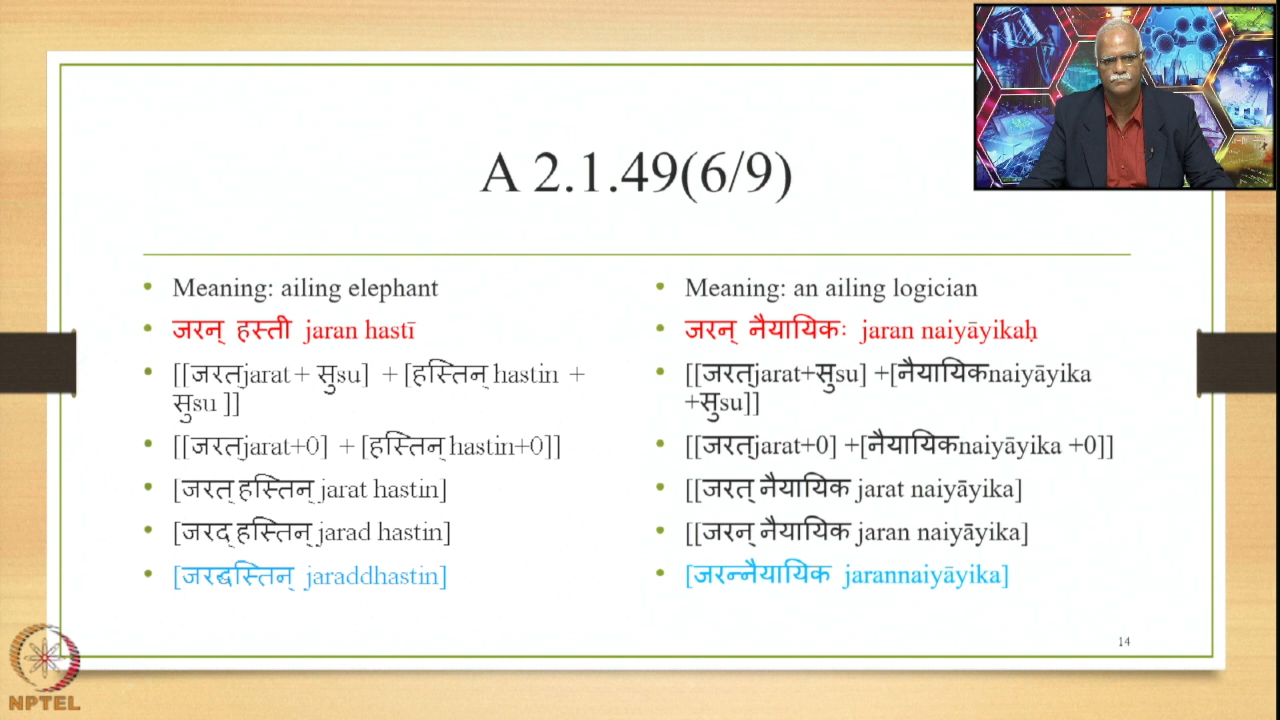 A 2.1.49(6/9)
• Meaning: ailing elephant
• जरन् हस्ती jaran hastī
• [[जरत्jarat+ सुsu] +[हस्तिन् hastin +
सुsu ]]
• [[जरत्jarat+0] +[हस्तिन् hastin+0]]
• [जरत् हस्तिन् jarat hastin]
• [जरद् हस्तिन् jarad hastin]
• [जरद्धस्तिन् jaraddhastin]
• Meaning: an ailing logician
• जरन् नैयायिकः jaran naiyāyikaḥ
• [[जरत्jarat+सुsu] +[नैयायिकnaiyāyika
+सुsu]]
• [[जरत्jarat+0] +[नैयायिकnaiyāyika +0]]
• [[जरत् नैयायिक jarat naiyāyika]
• [[जरन् नैयायिक jaran naiyāyika]
• [जरन्नैयायिक jarannaiyāyika]
14
NPTEL